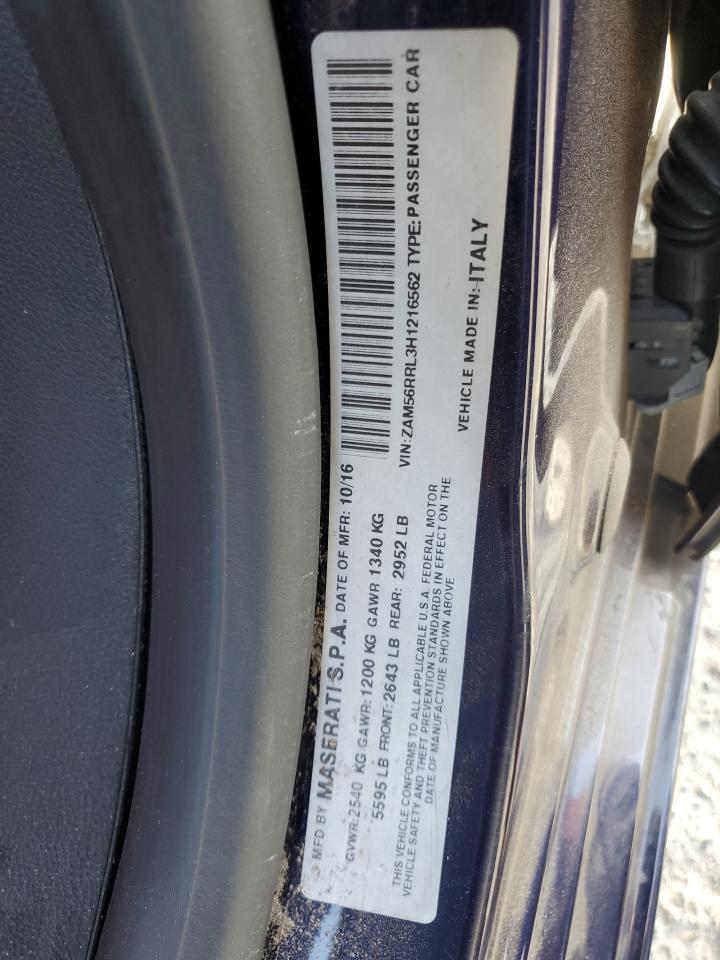 MFD BY MASERATI S.P.A. DATE OF MFR: 10/16
GVWR:2540 KG GAWR:1200 KG GAWR 1340 KG
5595 LB FRONT:2643 LB REAR: 2952 LB
VIN:ZAM56RRL3H1216562 TYPE:PASSENGER CAR
THIS VEHICLE CONFORMS TO ALL APPLICABLE U.S.A. FEDERAL MOTOR
VEHICLE SAFETY AND THEFT PREVENTION STANDARDS IN EFFECT ON THE
DATE OF MANUFACTURE SHOWN ABOVE
VEHICLE MADE IN: ITALY